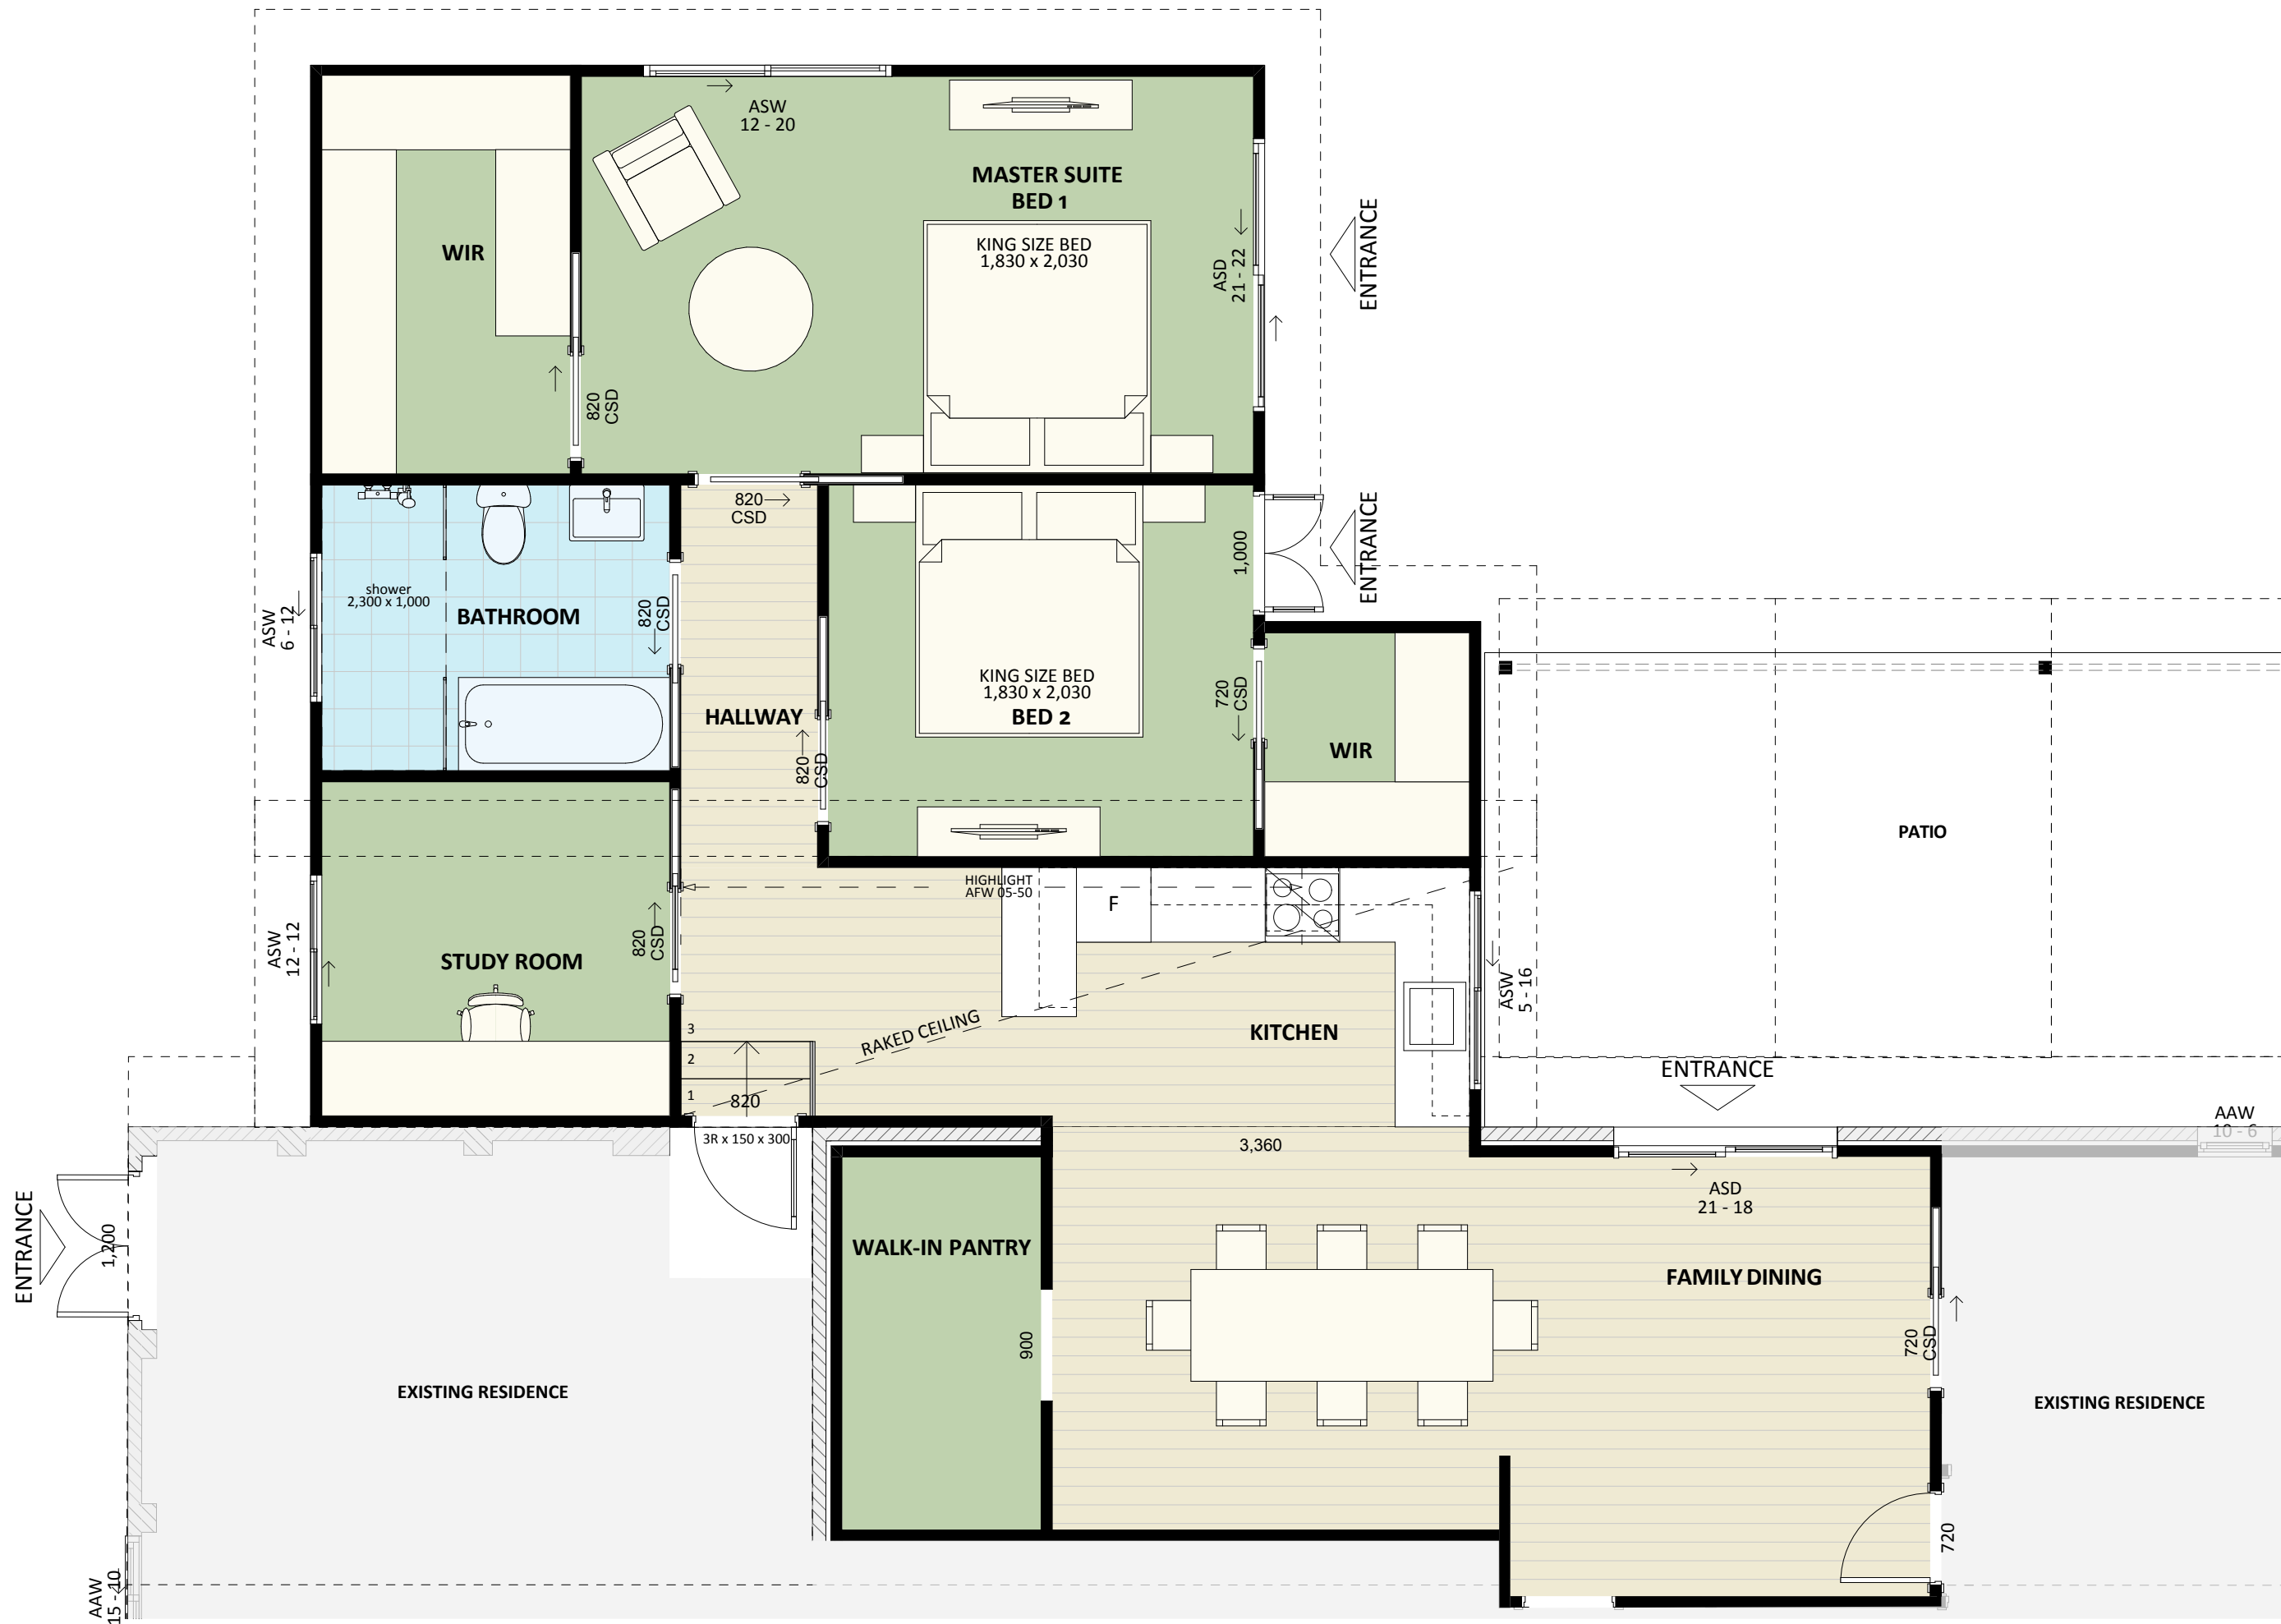 ASW
12 - 20
MASTER SUITE
BED 1
WIR
KING SIZE BED
1,830 x 2,030
ASD
21 - 22
ENTRANCE
820
CSD
820
CSD
1,000
ENTRANCE
shower
2,300 x 1,000
BATHROOM
ASW
6 - 12
820
CSD
KING SIZE BED
1,830 x 2,030
BED 2
HALLWAY
720
CSD
WIR
820
CSD
PATIO
HIGHLIGHT
AFW 05-50
F
ASW
12 - 12
STUDY ROOM
820
CSD
ASW
5 - 16
RAKED CEILING
KITCHEN
3
2
1
820
ENTRANCE
AAW
10 - 6
3R x 150 x 300
3,360
ASD
21 - 18
ENTRANCE
1,200
WALK-IN PANTRY
FAMILY DINING
900
720
CSD
EXISTING RESIDENCE
EXISTING RESIDENCE
720
AAW
15 - 10